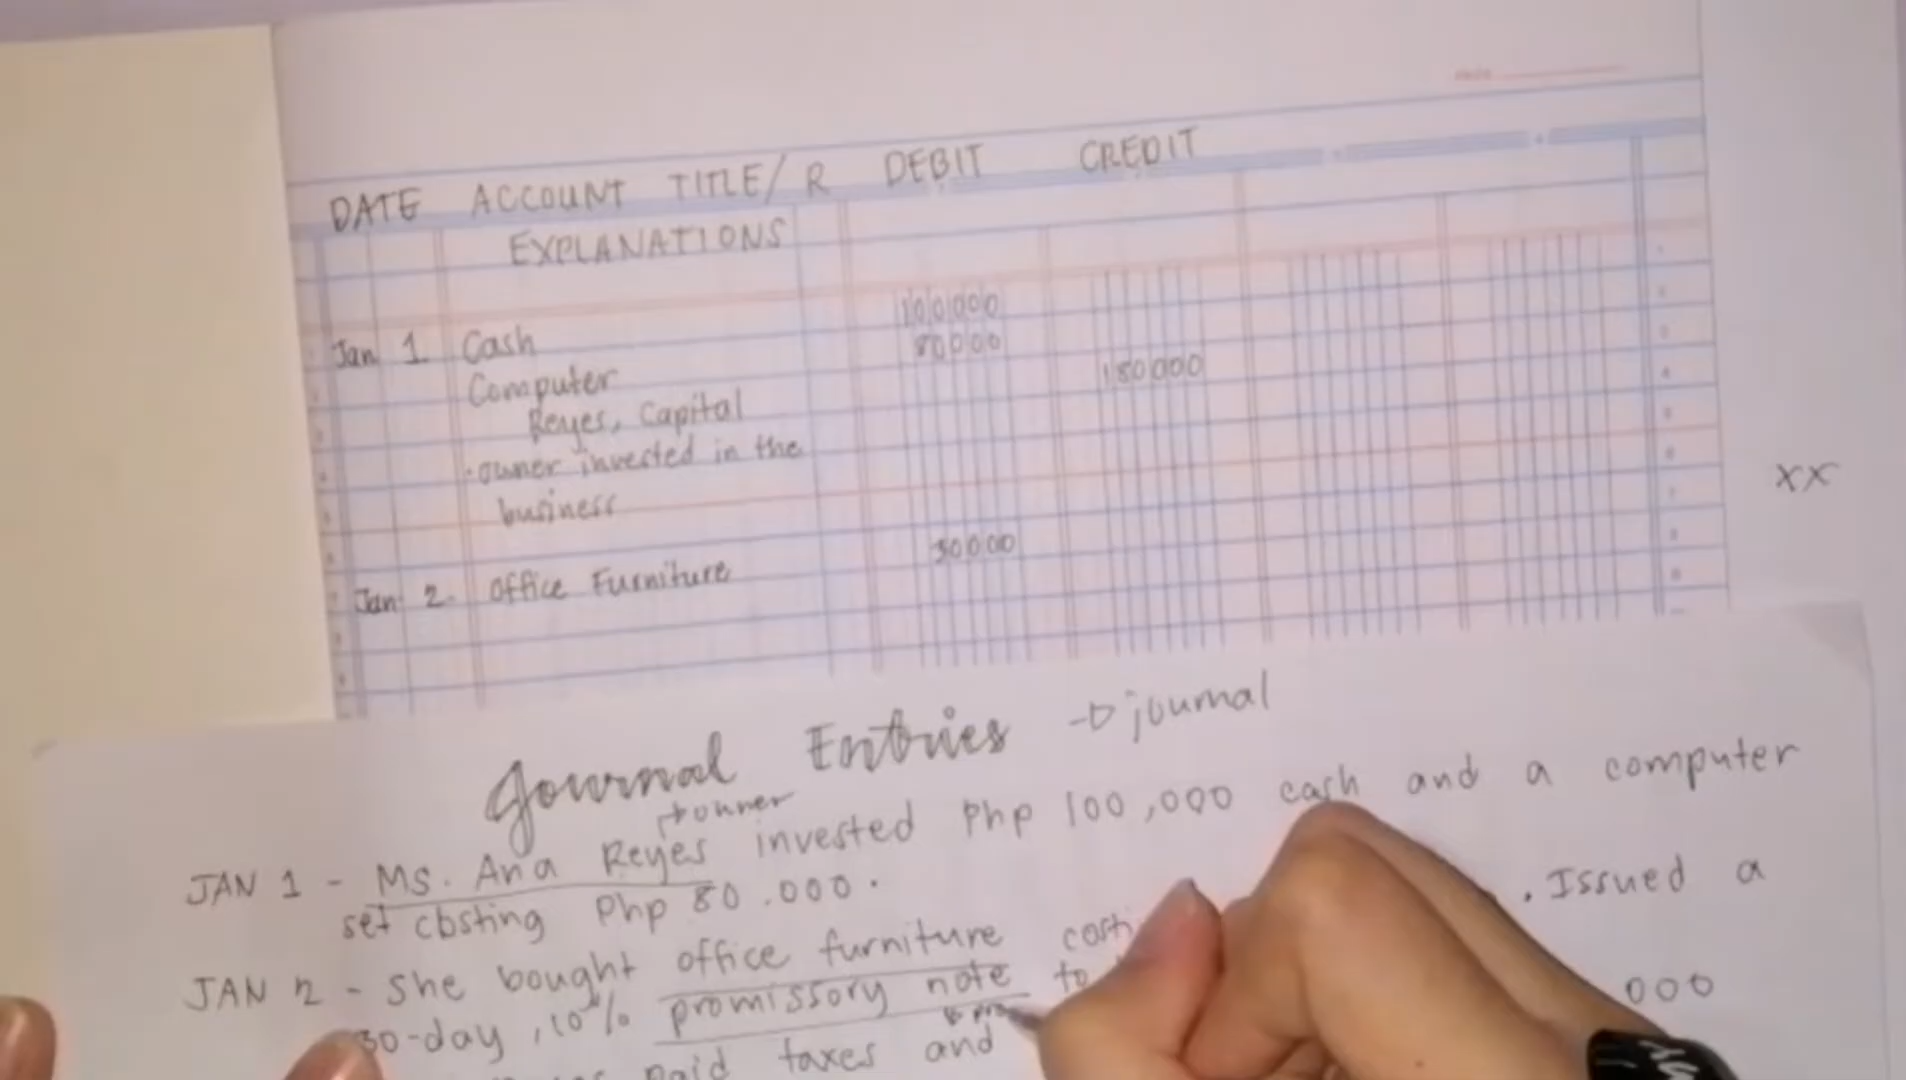 DATE ACCOUNT TITLE/ R DEBIT CREDIT
EXPLANATIONS
Jan 1 Cash 100000
Computer 80000
Reyes, Capital 180000
-owner invested in the
business
Jan 2 Office Furniture 30000
XX
Journal Entries → journal
→ owner
JAN 1 - Ms. Ana Reyes invested Php 100,000 cash and a computer
set costing Php 80.000.
JAN 2 - She bought office furniture . Issued a
30-day, 10% promissory note to 000
paid taxes and